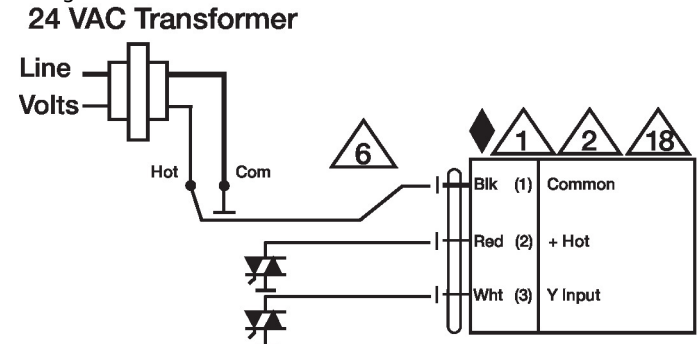 24 VAC Transformer
Line
Volts
Hot
Com
6
1
2
18
Blk (1) Common
Red (2) + Hot
Wht (3) Y Input